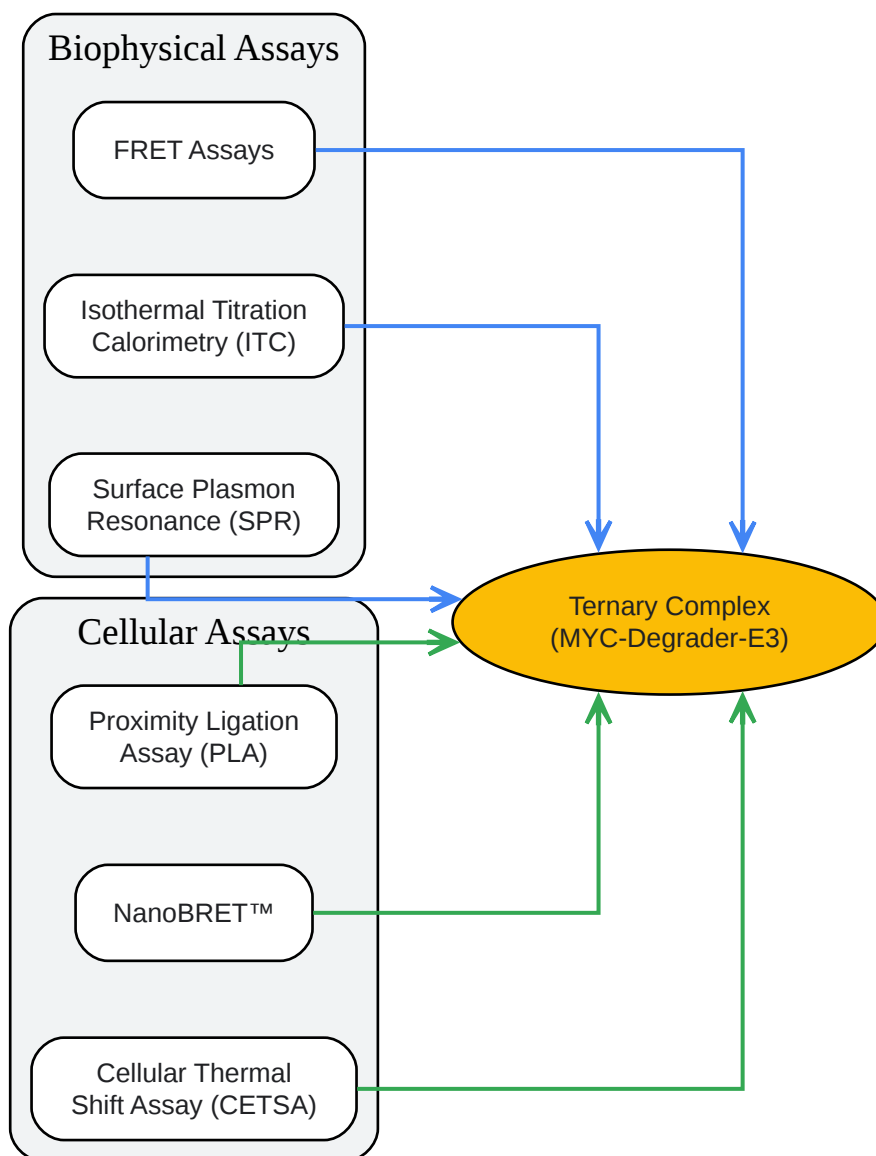 Biophysical Assays
FRET Assays
Isothermal Titration
Calorimetry (ITC)
Surface Plasmon
Resonance (SPR)
Ternary Complex
(MYC-Degrader-E3)
Cellular Assays
Proximity Ligation
Assay (PLA)
NanoBRET™
Cellular Thermal
Shift Assay (CETSA)